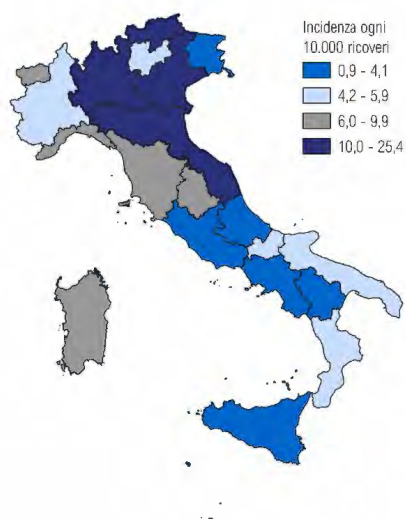 Incidenza ogni
10.000 ricoveri
0,9 - 4,1
4,2 - 5,9
6,0 - 9,9
10,0 - 25,4